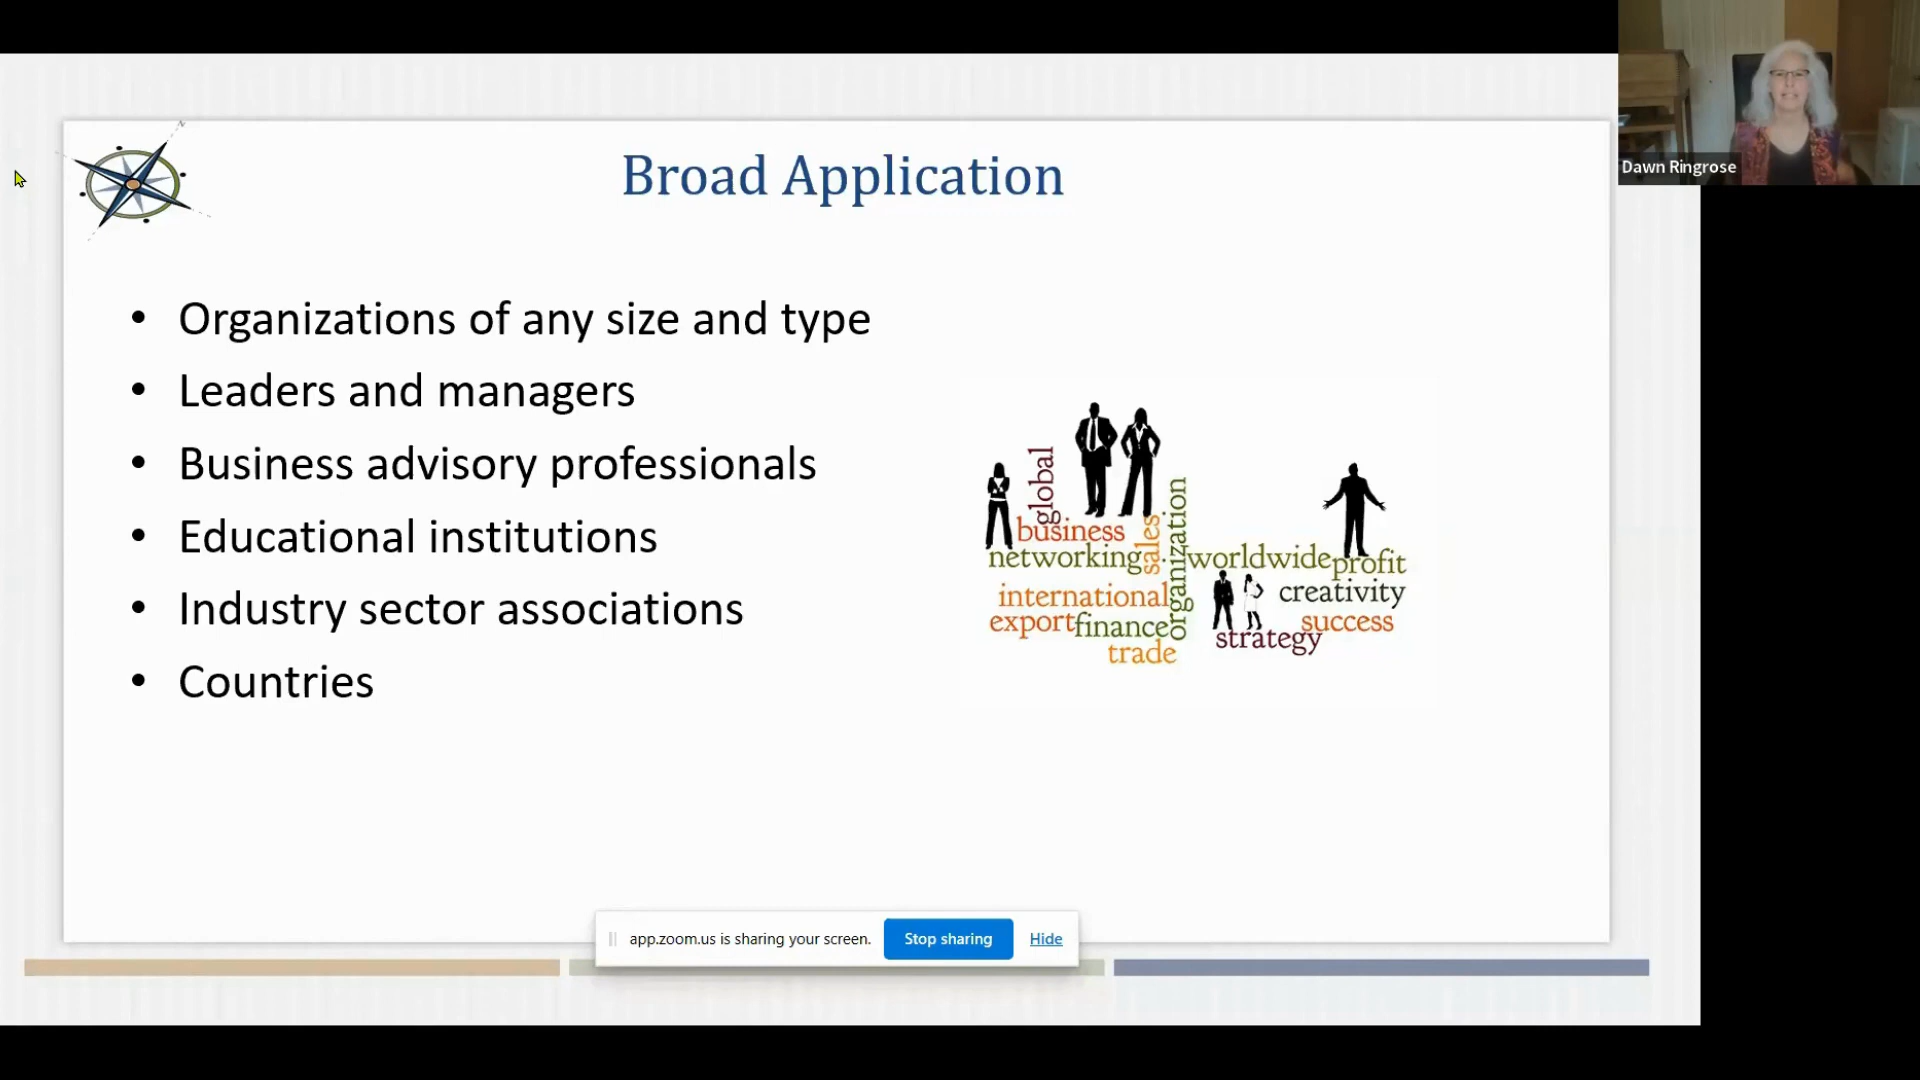 Dawn Ringrose
N
Broad Application
• Organizations of any size and type
• Leaders and managers
• Business advisory professionals
• Educational institutions
• Industry sector associations
• Countries
global
business
networking
sales
organization
worldwide
profit
international
creativity
export
finance
success
strategy
trade
app.zoom.us is sharing your screen.
Stop sharing
Hide